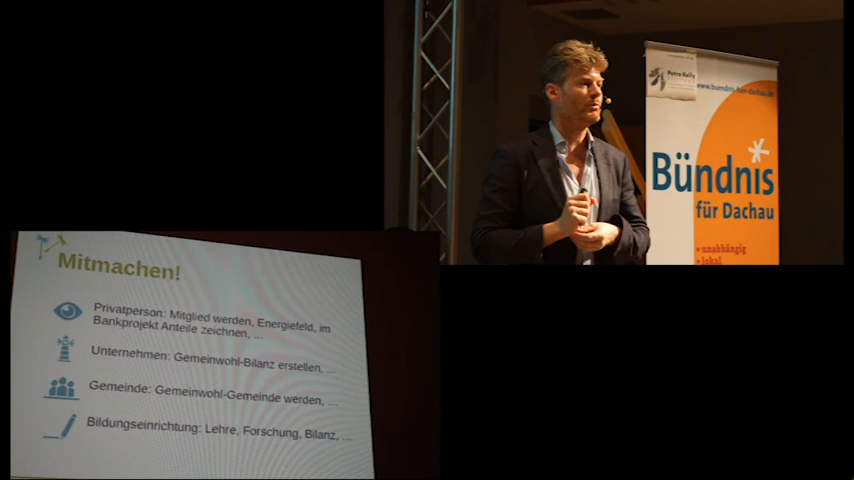 Petra Kelly
www.buendnis-fuer-dachau.de
Bündnis
für Dachau
• unabhängig
• lokal
Mitmachen!
Privatperson: Mitglied werden, Energiefeld, im
Bankprojekt Anteile zeichnen, ...
Unternehmen: Gemeinwohl-Bilanz erstellen, ...
Gemeinde: Gemeinwohl-Gemeinde werden, ...
Bildungseinrichtung: Lehre, Forschung, Bilanz, ...